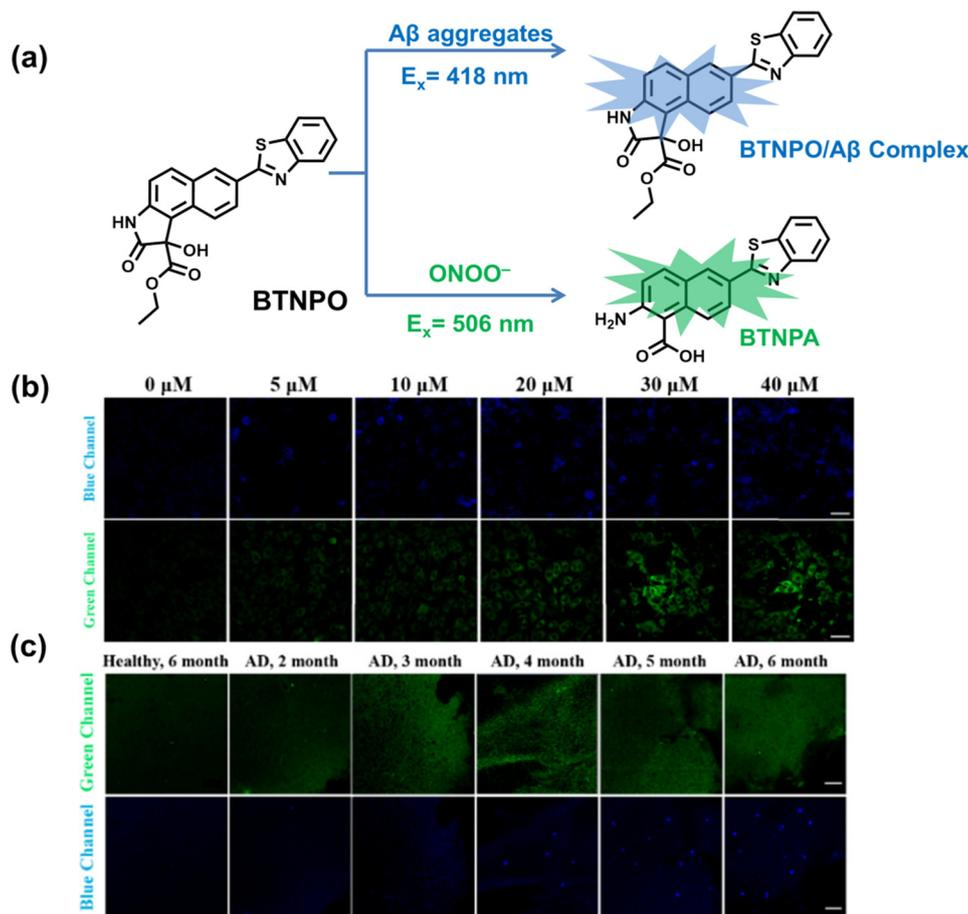 (a)
Aβ aggregates
Eₓ= 418 nm
S
N
HN
O
OH
O
O
BTNPO/Aβ Complex
S
N
HN
O
OH
O
O
BTNPO
ONOO⁻
Eₓ= 506 nm
S
N
H₂N
O
OH
BTNPA
(b)
0 µM 5 µM 10 µM 20 µM 30 µM 40 µM
Blue Channel
Green Channel
(c)
Healthy, 6 month AD, 2 month AD, 3 month AD, 4 month AD, 5 month AD, 6 month
Green Channel
Blue Channel